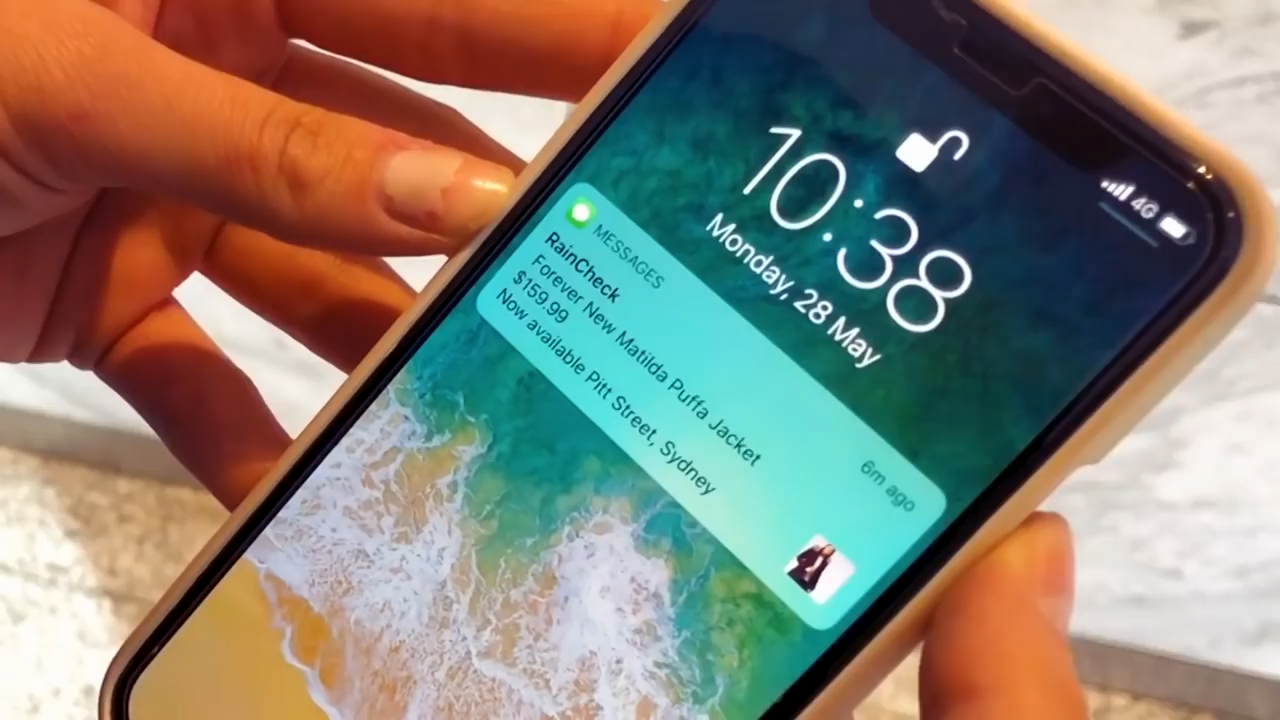 4G
10:38
Monday, 28 May
MESSAGES
6m ago
RainCheck
Forever New Matilda Puffa Jacket
$159.99
Now available Pitt Street, Sydney